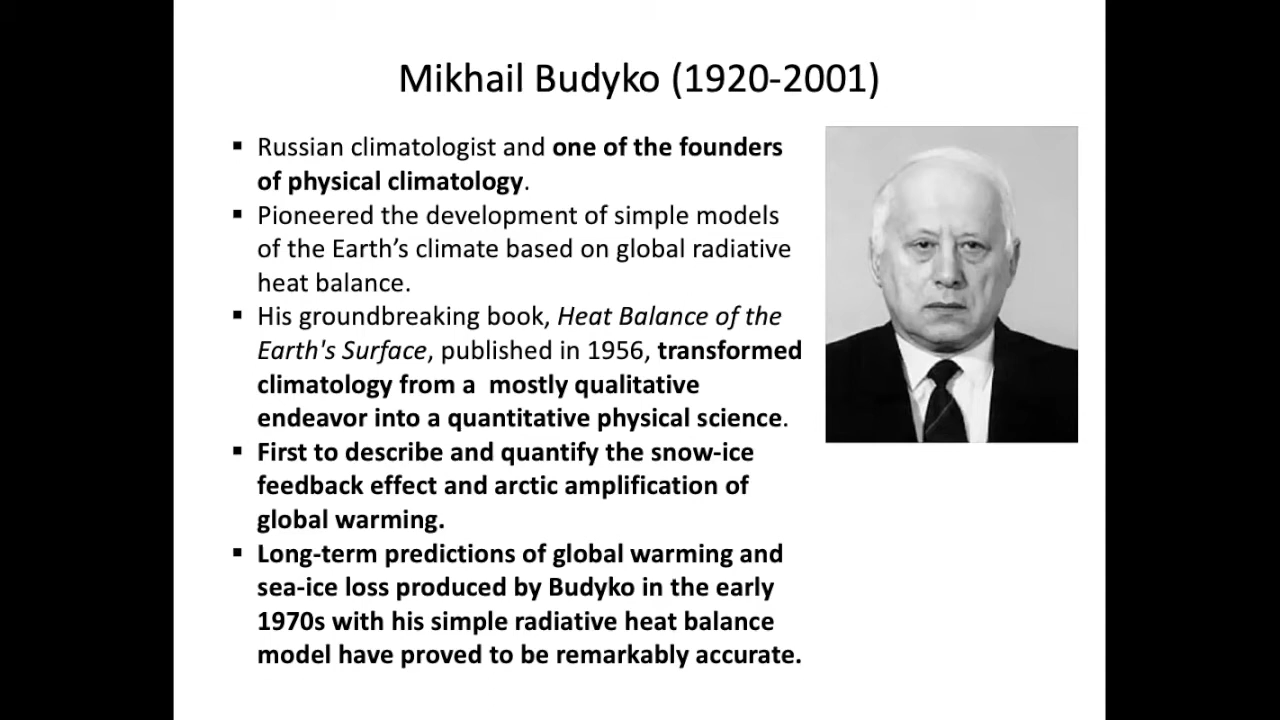 Mikhail Budyko (1920-2001)
▪ Russian climatologist and one of the founders
of physical climatology.
▪ Pioneered the development of simple models
of the Earth’s climate based on global radiative
heat balance.
▪ His groundbreaking book, Heat Balance of the
Earth's Surface, published in 1956, transformed
climatology from a  mostly qualitative
endeavor into a quantitative physical science.
▪ First to describe and quantify the snow-ice
feedback effect and arctic amplification of
global warming.
▪ Long-term predictions of global warming and
sea-ice loss produced by Budyko in the early
1970s with his simple radiative heat balance
model have proved to be remarkably accurate.